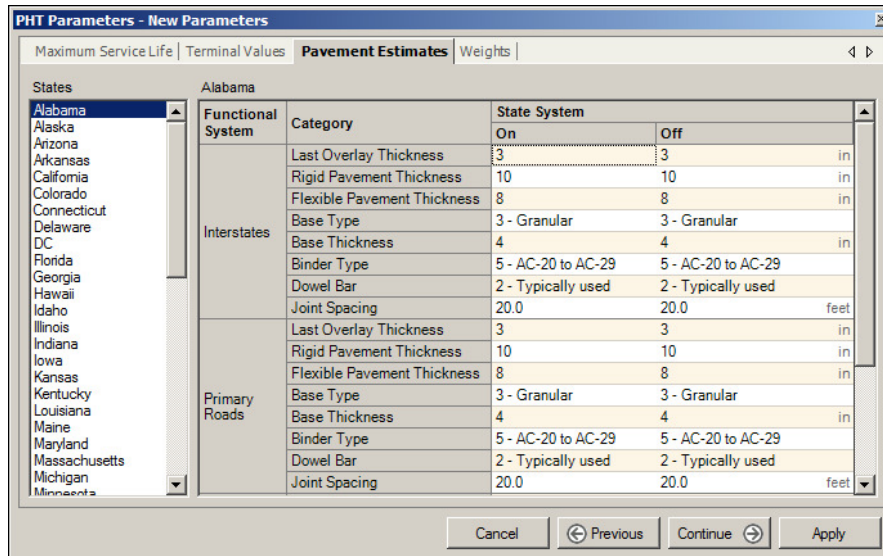 PHT Parameters - New Parameters
Maximum Service Life | Terminal Values | Pavement Estimates | Weights
States
Alabama
Alaska
Arizona
Arkansas
California
Colorado
Connecticut
Delaware
DC
Florida
Georgia
Hawaii
Idaho
Illinois
Indiana
Iowa
Kansas
Kentucky
Louisiana
Maine
Maryland
Massachusetts
Michigan
Minnesota
Alabama
Functional System Category State System
On Off
Interstates
Last Overlay Thickness 3 3 in
Rigid Pavement Thickness 10 10 in
Flexible Pavement Thickness 8 8 in
Base Type 3 - Granular 3 - Granular
Base Thickness 4 4 in
Binder Type 5 - AC-20 to AC-29 5 - AC-20 to AC-29
Dowel Bar 2 - Typically used 2 - Typically used
Joint Spacing 20.0 20.0 feet
Primary Roads
Last Overlay Thickness 3 3 in
Rigid Pavement Thickness 10 10 in
Flexible Pavement Thickness 8 8 in
Base Type 3 - Granular 3 - Granular
Base Thickness 4 4 in
Binder Type 5 - AC-20 to AC-29 5 - AC-20 to AC-29
Dowel Bar 2 - Typically used 2 - Typically used
Joint Spacing 20.0 20.0 feet
Cancel Previous Continue Apply